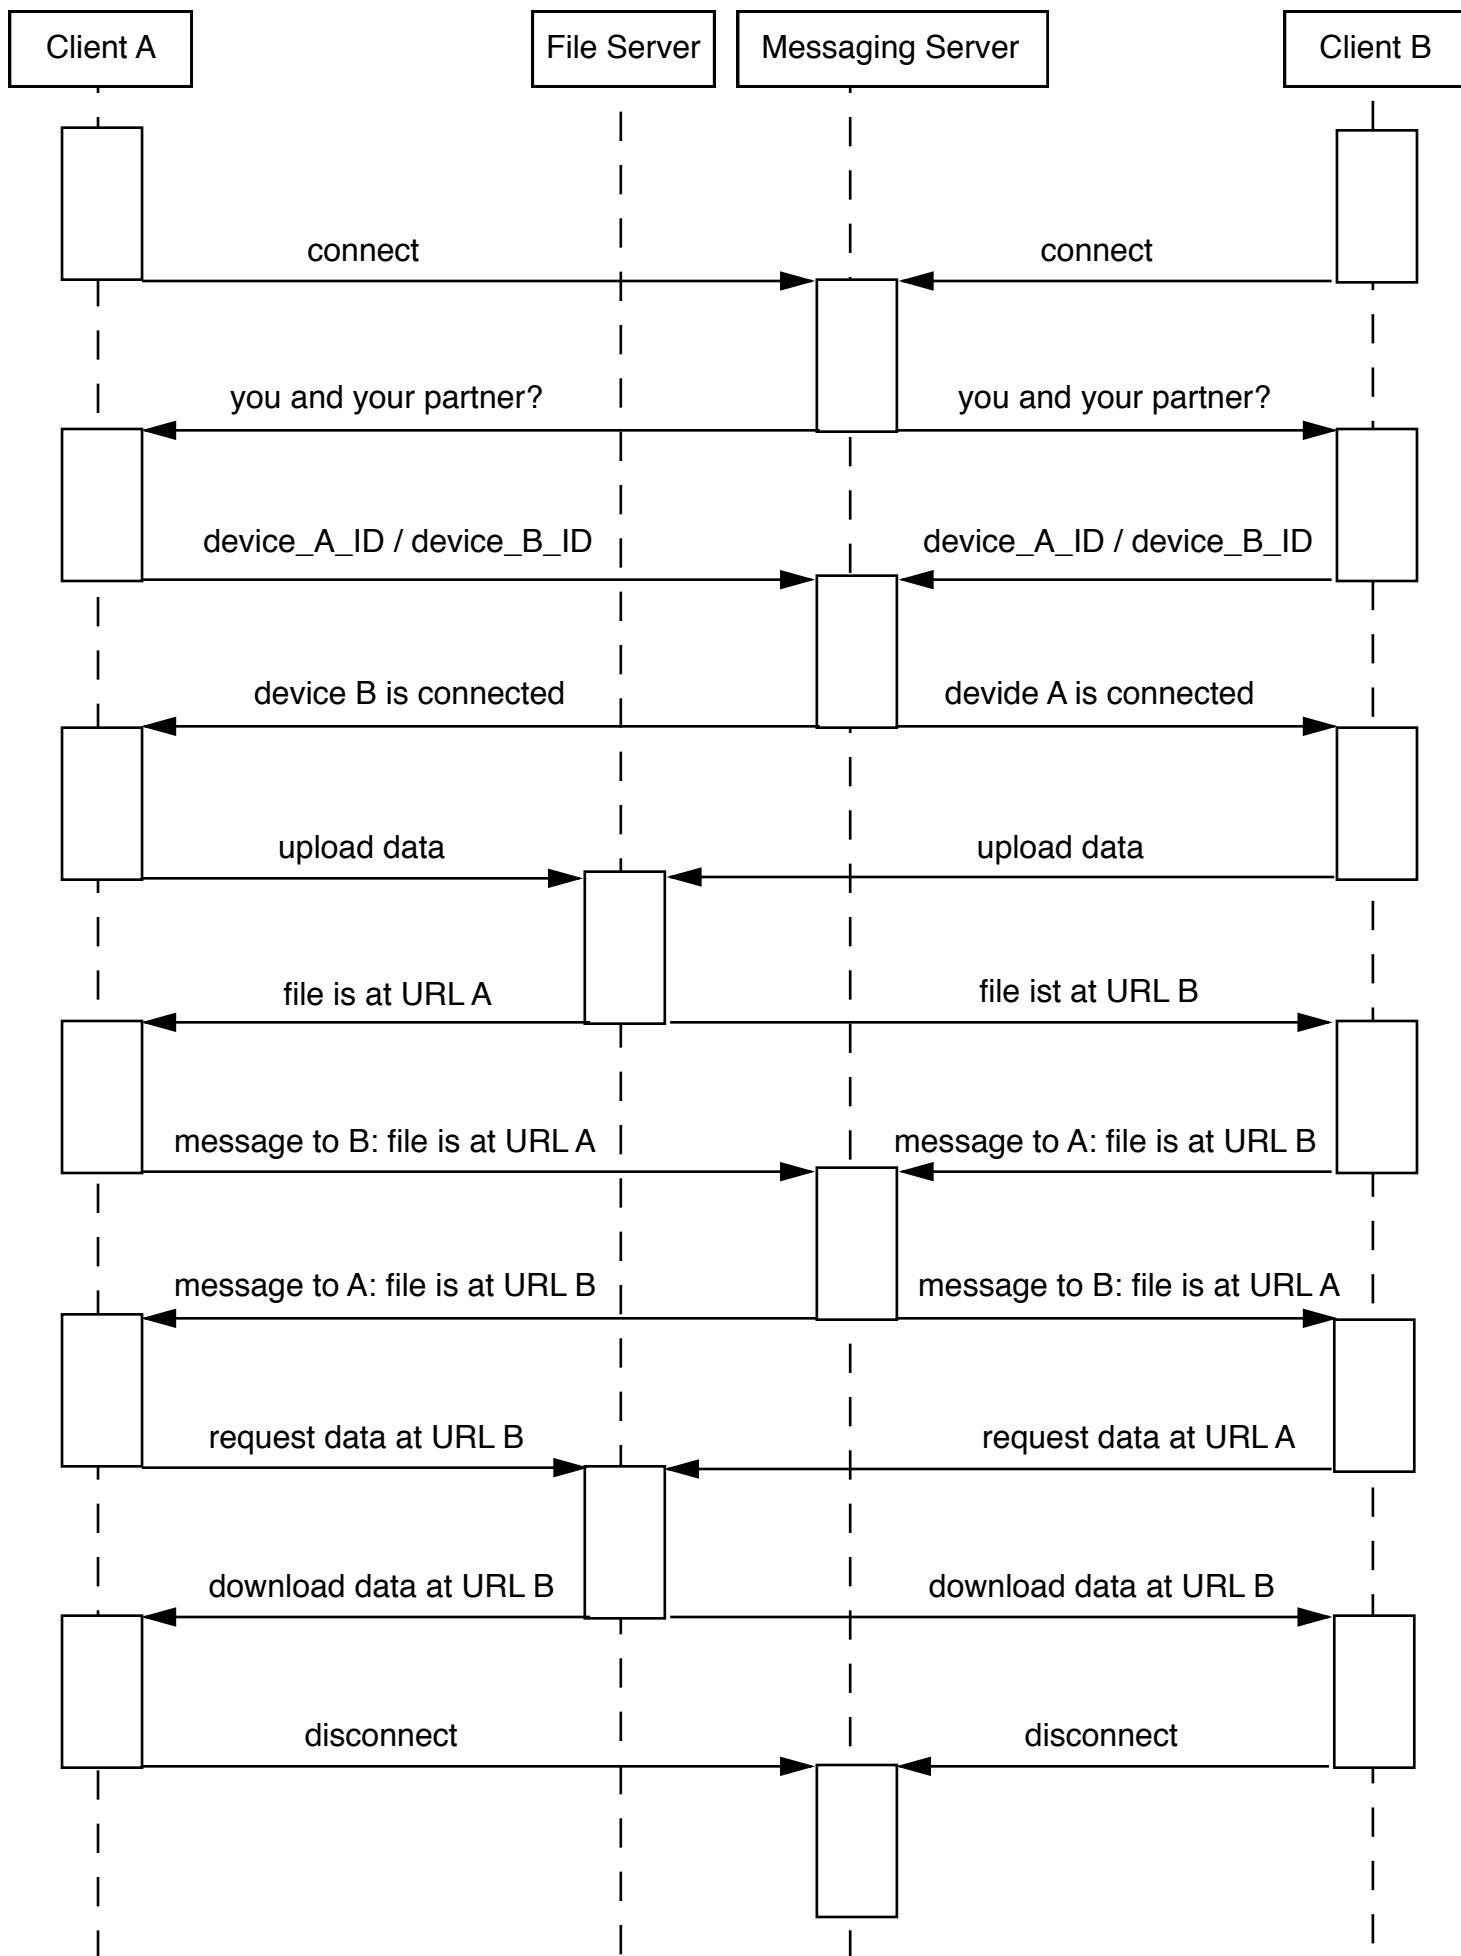 Client A
File Server
Messaging Server
Client B
connect
connect
you and your partner?
you and your partner?
device_A_ID / device_B_ID
device_A_ID / device_B_ID
device B is connected
devide A is connected
upload data
upload data
file is at URL A
file ist at URL B
message to B: file is at URL A
message to A: file is at URL B
message to A: file is at URL B
message to B: file is at URL A
request data at URL B
request data at URL A
download data at URL B
download data at URL B
disconnect
disconnect